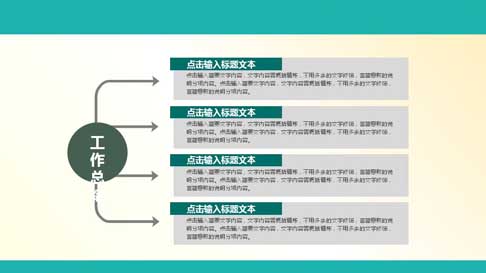 工
作
总
点击输入标题文本
点击输入简要文字内容，文字内容需概括精炼，不用多余的文字修饰，言简意赅的说
明分项内容。点击输入简要文字内容，文字内容需概括精炼，不用多余的文字修饰，
言简意赅的说明分项内容。
点击输入标题文本
点击输入简要文字内容，文字内容需概括精炼，不用多余的文字修饰，言简意赅的说
明分项内容。点击输入简要文字内容，文字内容需概括精炼，不用多余的文字修饰，
言简意赅的说明分项内容。
点击输入标题文本
点击输入简要文字内容，文字内容需概括精炼，不用多余的文字修饰，言简意赅的说
明分项内容。点击输入简要文字内容，文字内容需概括精炼，不用多余的文字修饰，
言简意赅的说明分项内容。
点击输入标题文本
点击输入简要文字内容，文字内容需概括精炼，不用多余的文字修饰，言简意赅的说
明分项内容。点击输入简要文字内容，文字内容需概括精炼，不用多余的文字修饰，
言简意赅的说明分项内容。